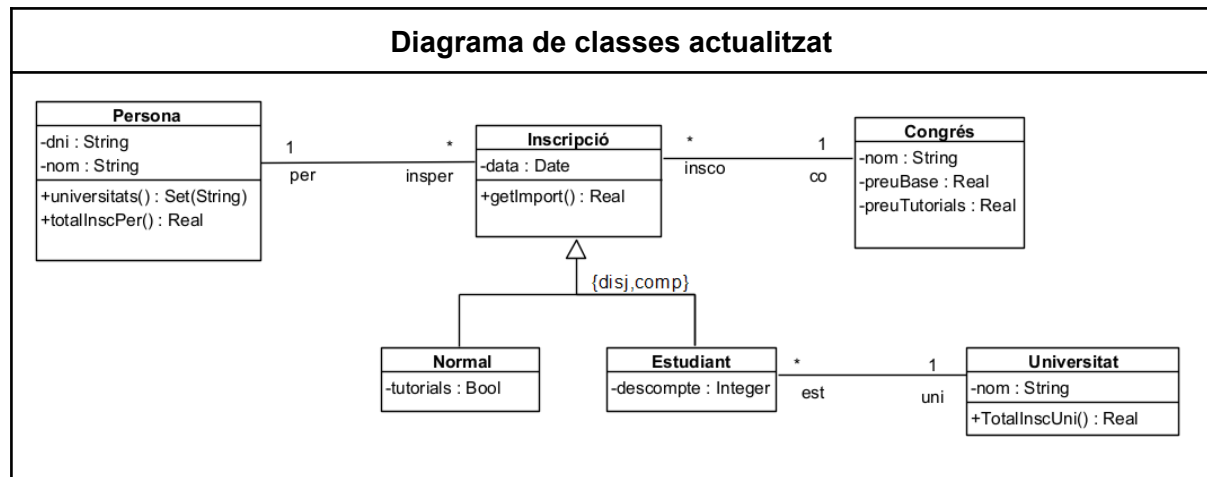 Diagrama de classes actualitzat
Persona
-dni : String
-nom : String
+universitats() : Set(String)
+totalInscPer() : Real
1
per
*
insper
Inscripció
-data : Date
+getImport() : Real
*
insco
1
co
Congrés
-nom : String
-preuBase : Real
-preuTutorials : Real
{disj,comp}
Normal
-tutorials : Bool
Estudiant
-descompte : Integer
*
est
1
uni
Universitat
-nom : String
+TotalInscUni() : Real